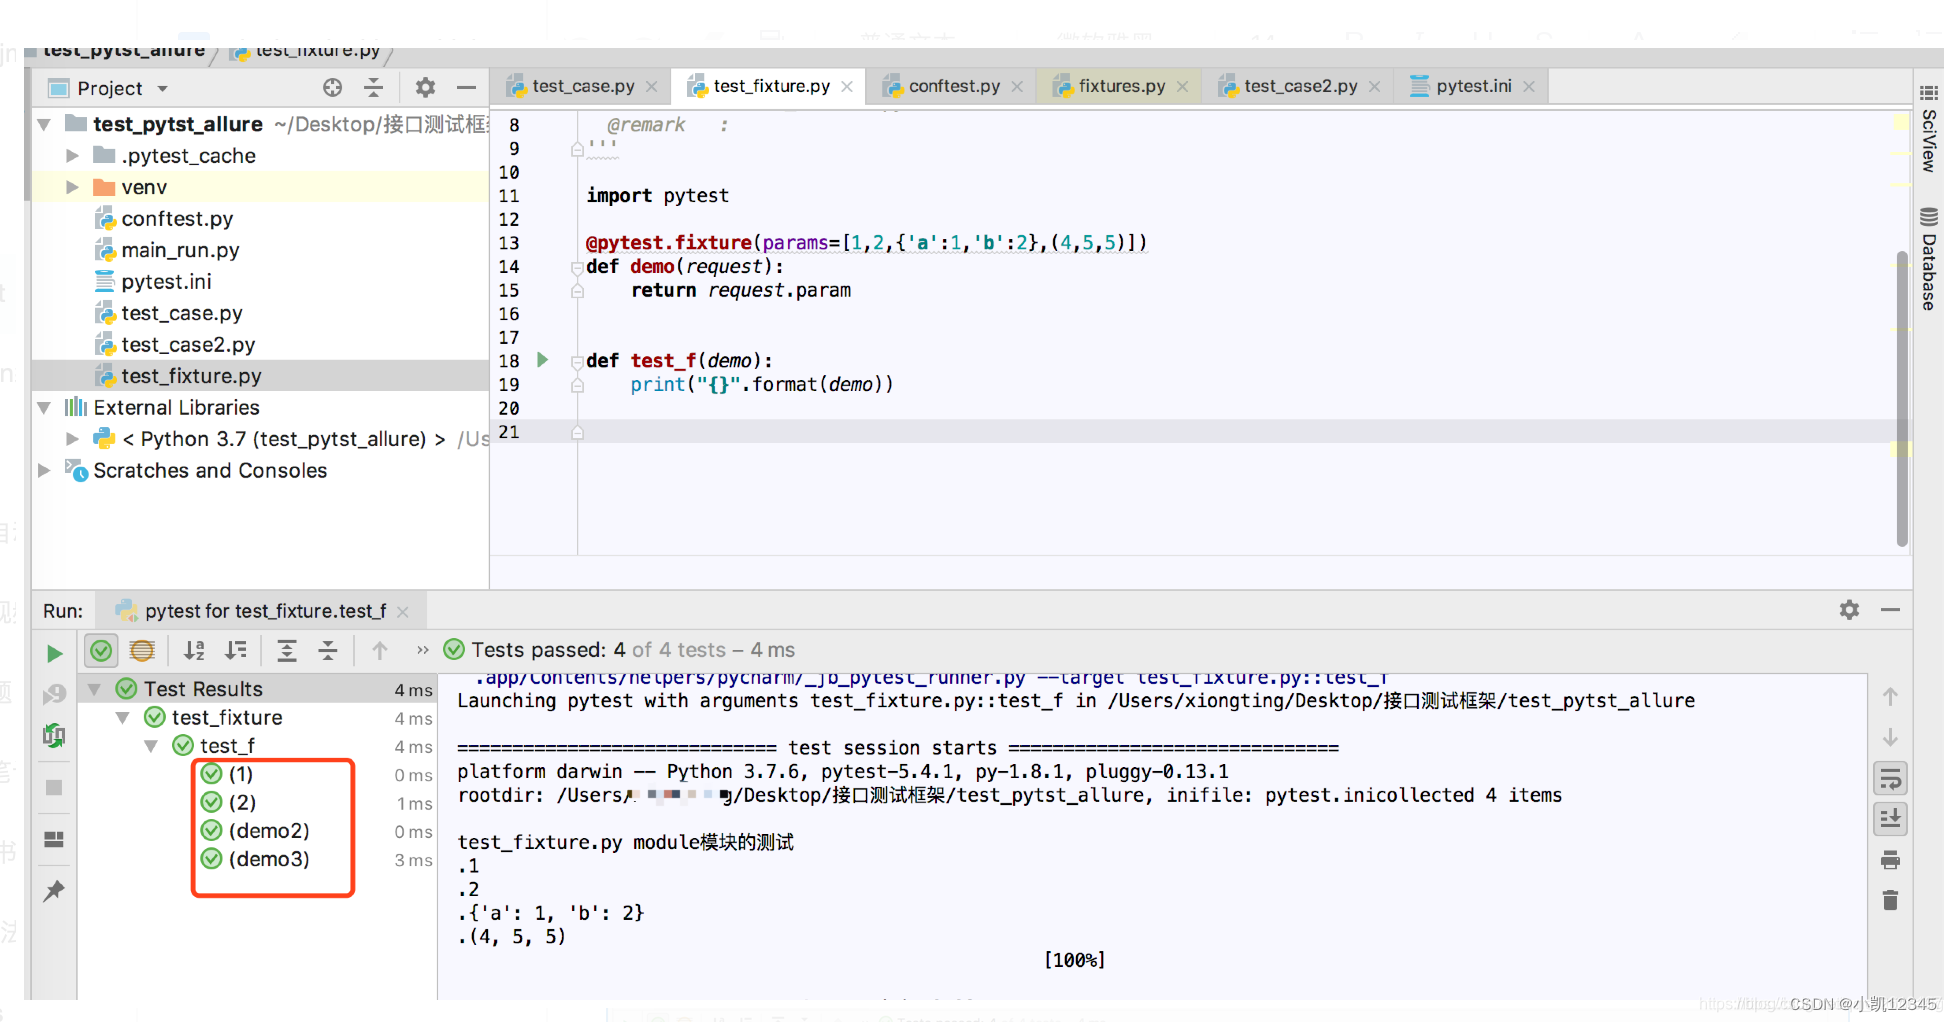 test_pytst_allure
test_fixture.py
Project
test_case.py
test_fixture.py
conftest.py
fixtures.py
test_case2.py
pytest.ini
test_pytst_allure ~/Desktop/接口测试框
.pytest_cache
venv
conftest.py
main_run.py
pytest.ini
test_case.py
test_case2.py
test_fixture.py
External Libraries
< Python 3.7 (test_pytst_allure) > /Us
Scratches and Consoles
8 @remark :
9 '''
10
11 import pytest
12
13 @pytest.fixture(params=[1,2,{'a':1,'b':2},(4,5,5)])
14 def demo(request):
15 return request.param
16
17
18 def test_f(demo):
19 print("{}".format(demo))
20
21
SciView
Database
Run: pytest for test_fixture.test_f
Tests passed: 4 of 4 tests – 4 ms
Test Results 4 ms
test_fixture 4 ms
test_f 4 ms
(1) 0 ms
(2) 1 ms
(demo2) 0 ms
(demo3) 3 ms
.app/Contents/helpers/pycharm/_jb_pytest_runner.py --target test_fixture.py::test_f
Launching pytest with arguments test_fixture.py::test_f in /Users/xiongting/Desktop/接口测试框架/test_pytst_allure
============================= test session starts ==============================
platform darwin -- Python 3.7.6, pytest-5.4.1, py-1.8.1, pluggy-0.13.1
rootdir: /Users/ g/Desktop/接口测试框架/test_pytst_allure, inifile: pytest.inicollected 4 items
test_fixture.py module模块的测试
.1
.2
.{'a': 1, 'b': 2}
.(4, 5, 5)
[100%]
CSDN @小凯12345